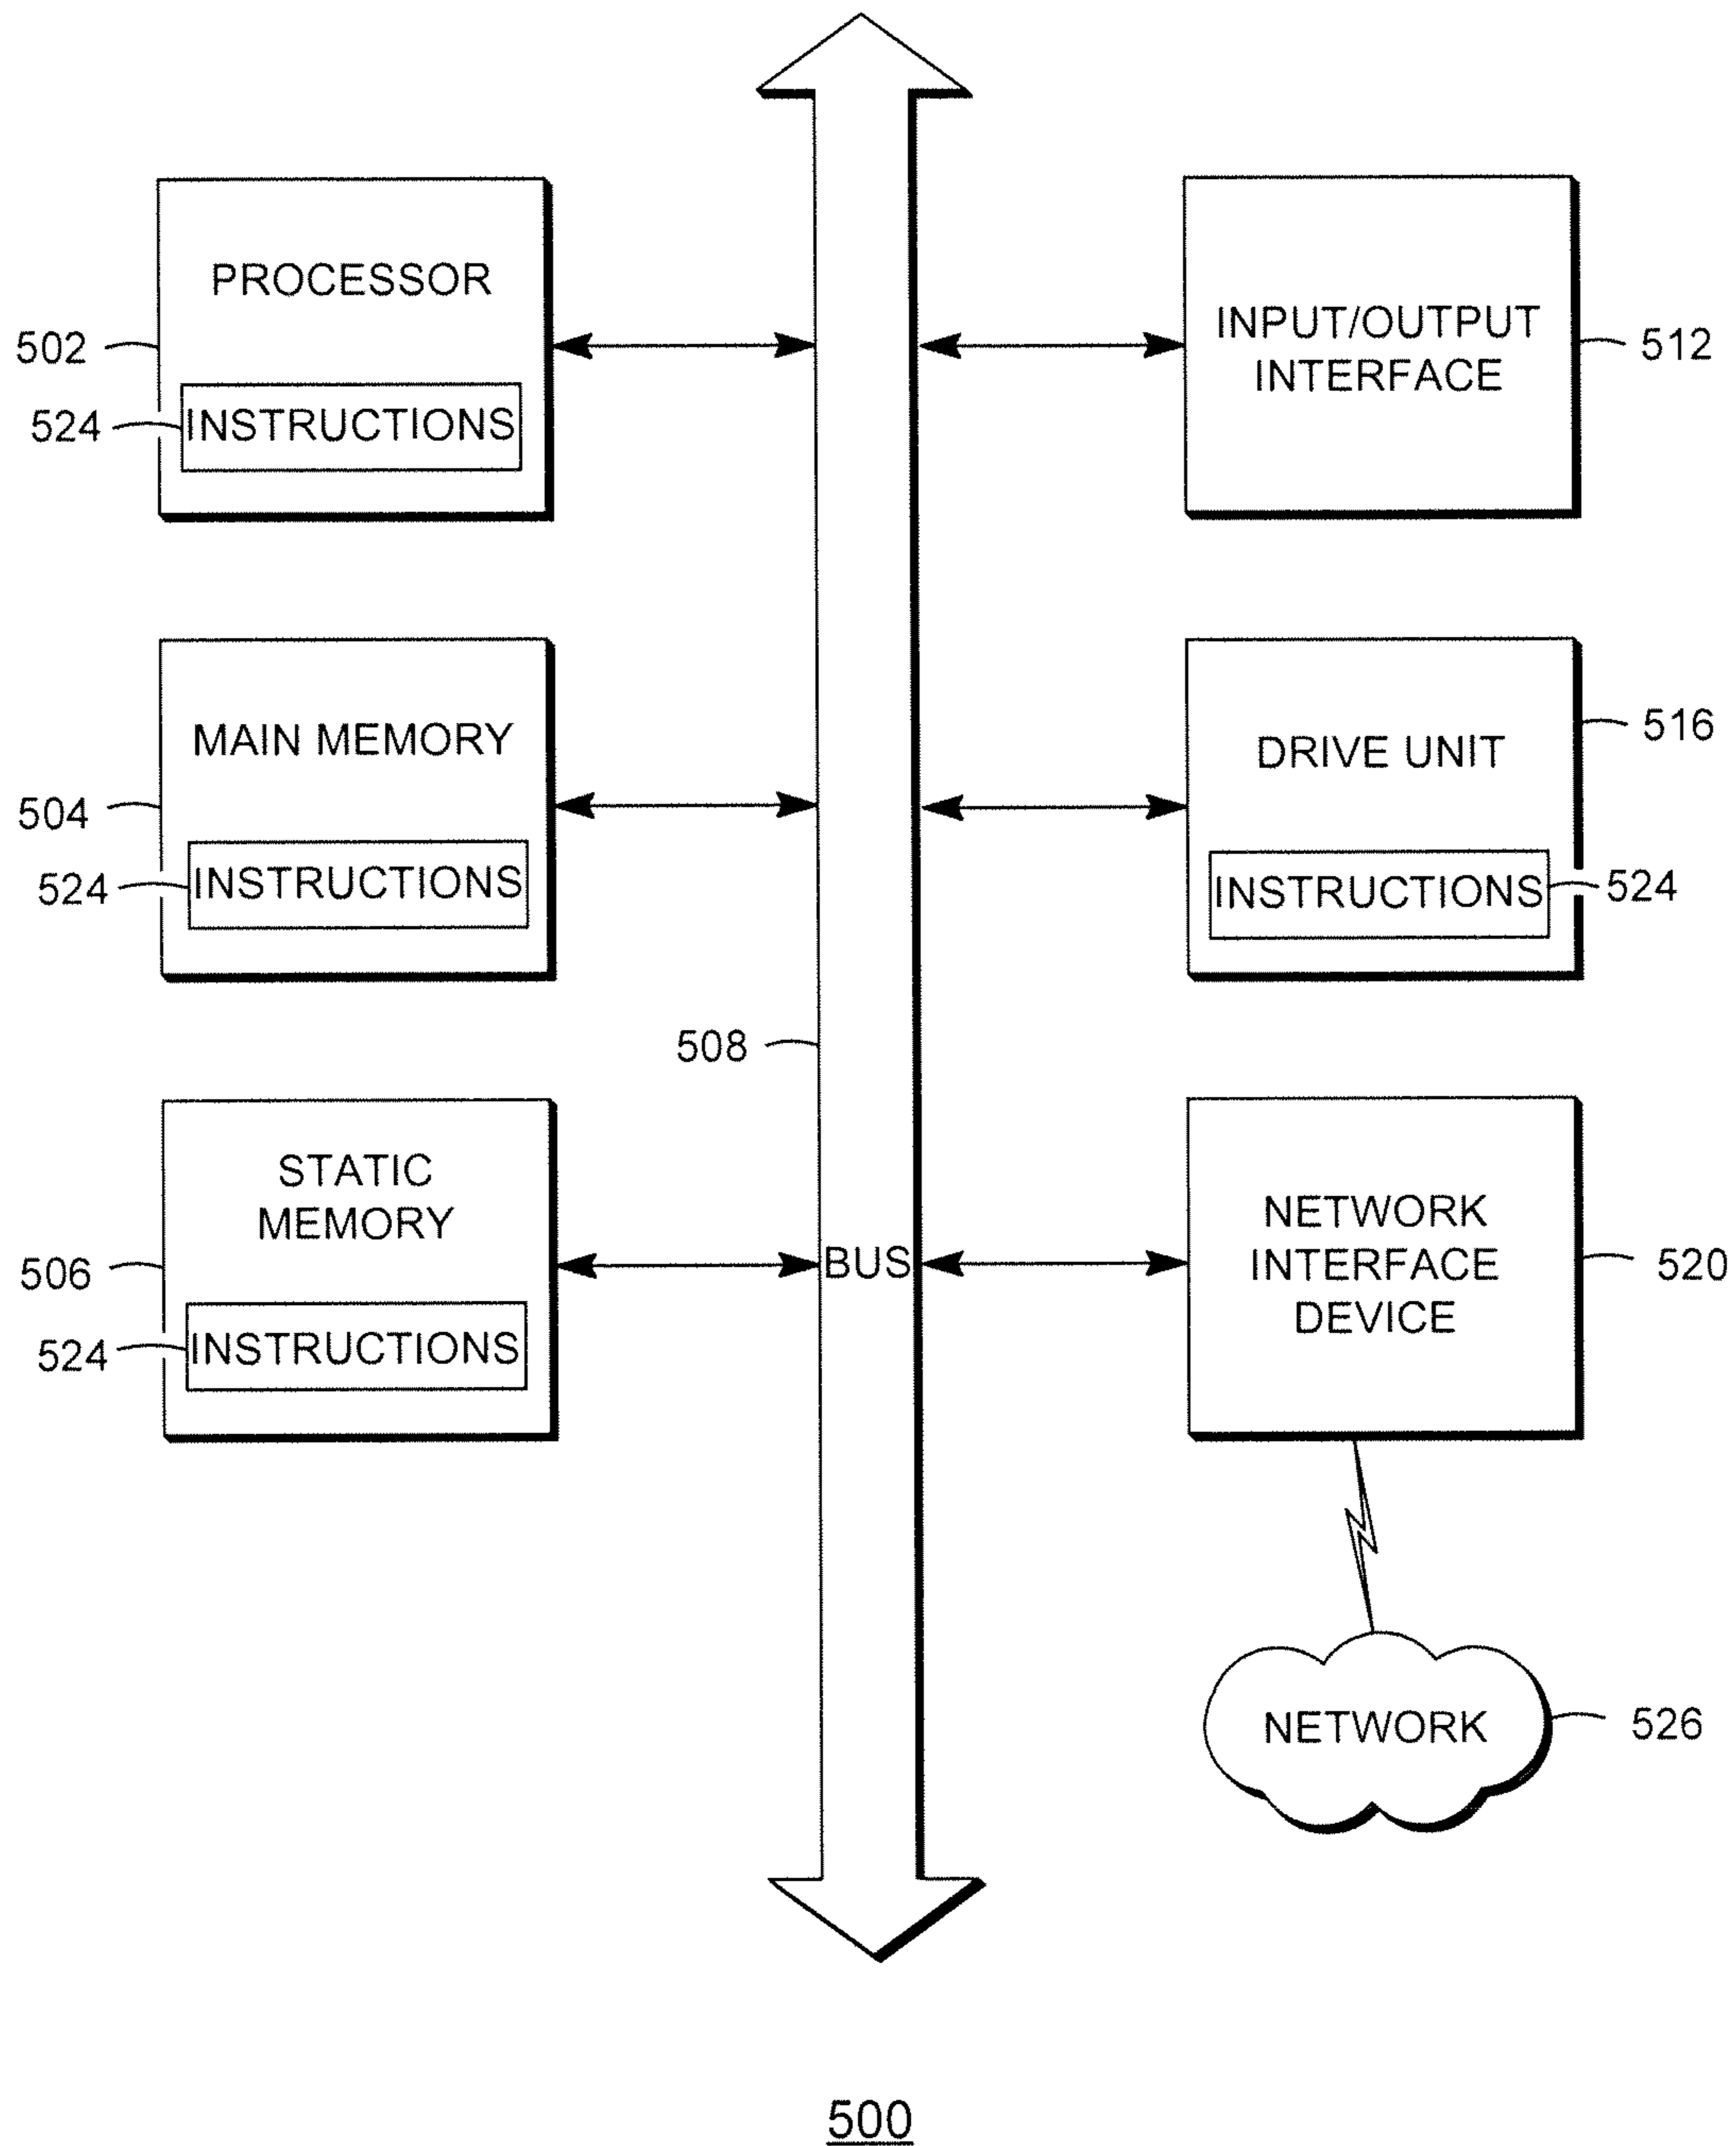 PROCESSOR
502
524
INSTRUCTIONS
INPUT/OUTPUT
INTERFACE
512
MAIN MEMORY
504
524
INSTRUCTIONS
516
DRIVE UNIT
INSTRUCTIONS
524
508
STATIC
MEMORY
506
524
INSTRUCTIONS
BUS
NETWORK
INTERFACE
DEVICE
520
NETWORK
526
500